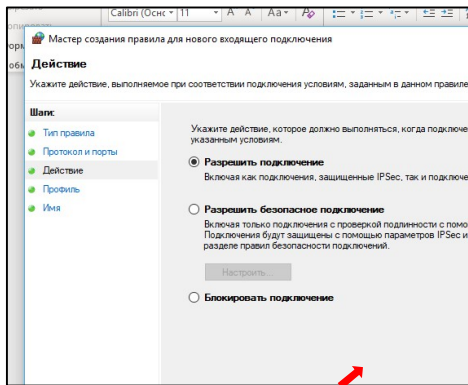 Calibri (Оснс 11 A A Aa
Мастер создания правила для нового входящего подключения
Действие
Укажите действие, выполняемое при соответствии подключения условиям, заданным в данном правиле
Шаги:
Тип правила
Протокол и порты
Действие
Профиль
Имя
Укажите действие, которое должно выполняться, когда подключе
указанным условиям.
Разрешить подключение
Включая как подключения, защищенные IPSec, так и подключе
Разрешить безопасное подключение
Включая только подключения с проверкой подлинности с помо
Подключения будут защищены с помощью параметров IPSec и
разделе правил безопасности подключений.
Настроить...
Блокировать подключение